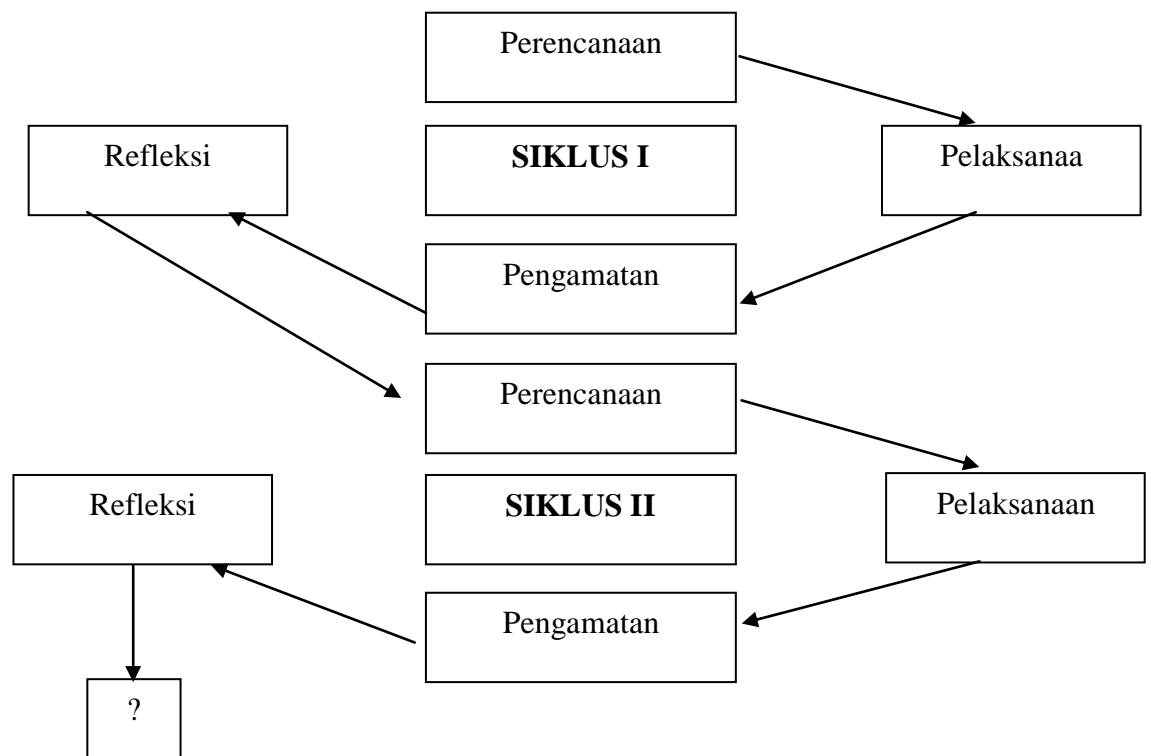 Perencanaan
Refleksi
SIKLUS I
Pelaksanaa
Pengamatan
Perencanaan
Refleksi
SIKLUS II
Pelaksanaan
Pengamatan
?